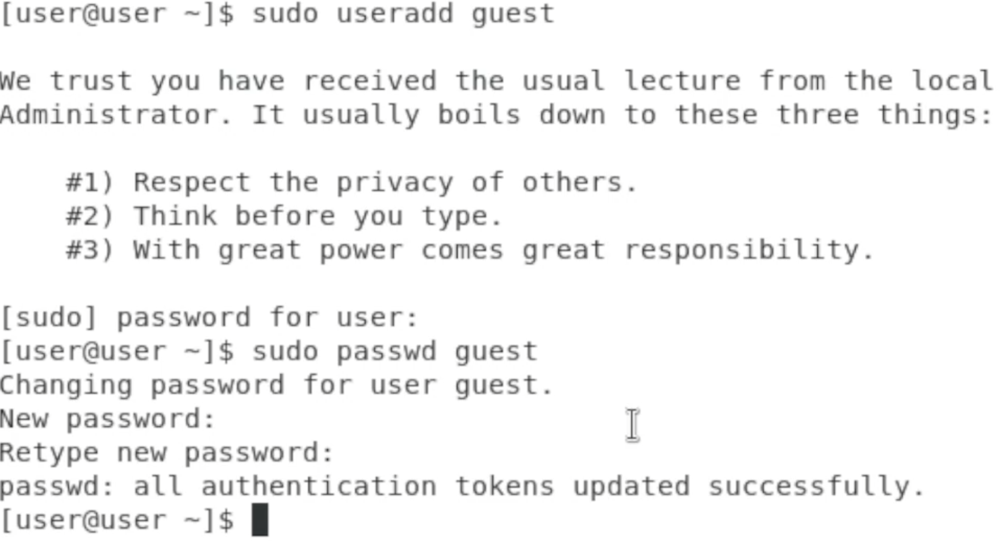 [user@user ~]$ sudo useradd guest
We trust you have received the usual lecture from the local
Administrator. It usually boils down to these three things:
#1) Respect the privacy of others.
#2) Think before you type.
#3) With great power comes great responsibility.
[sudo] password for user:
[user@user ~]$ sudo passwd guest
Changing password for user guest.
New password:
Retype new password:
passwd: all authentication tokens updated successfully.
[user@user ~]$